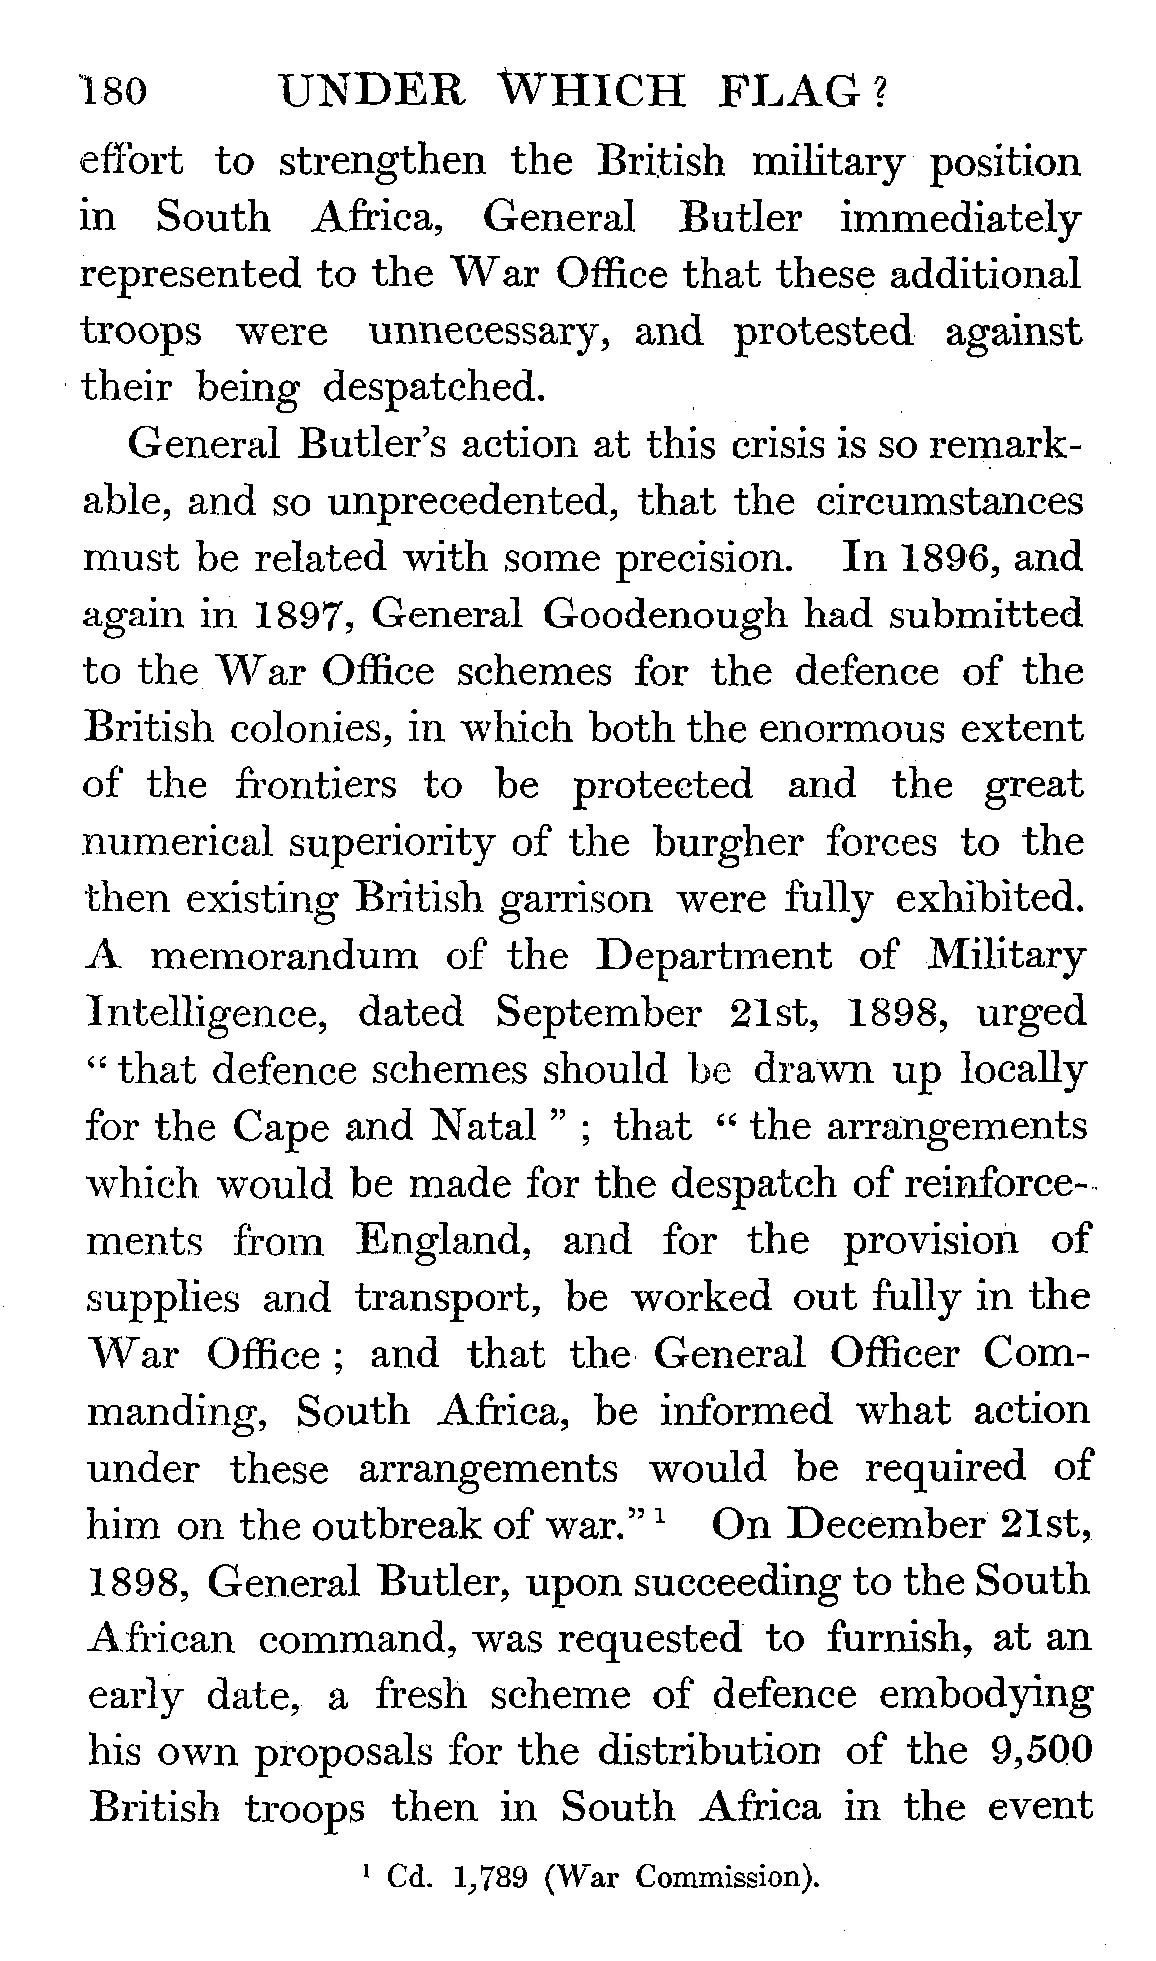 180 UNDER WHICH FLAG?
effort to strengthen the British military position
in South Africa, General Butler immediately
represented to the War Office that these additional
troops were unnecessary, and protested against
their being despatched.
General Butler's action at this crisis is so remark-
able, and so unprecedented, that the circumstances
must be related with some precision. In 1896, and
again in 1897, General Goodenough had submitted
to the War Office schemes for the defence of the
British colonies, in which both the enormous extent
of the frontiers to be protected and the great
numerical superiority of the burgher forces to the
then existing British garrison were fully exhibited.
A memorandum of the Department of Military
Intelligence, dated September 21st, 1898, urged
“that defence schemes should be drawn up locally
for the Cape and Natal”; that “the arrangements
which would be made for the despatch of reinforce-
ments from England, and for the provision of
supplies and transport, be worked out fully in the
War Office; and that the General Officer Com-
manding, South Africa, be informed what action
under these arrangements would be required of
him on the outbreak of war.”¹ On December 21st,
1898, General Butler, upon succeeding to the South
African command, was requested to furnish, at an
early date, a fresh scheme of defence embodying
his own proposals for the distribution of the 9,500
British troops then in South Africa in the event
¹ Cd. 1,789 (War Commission).